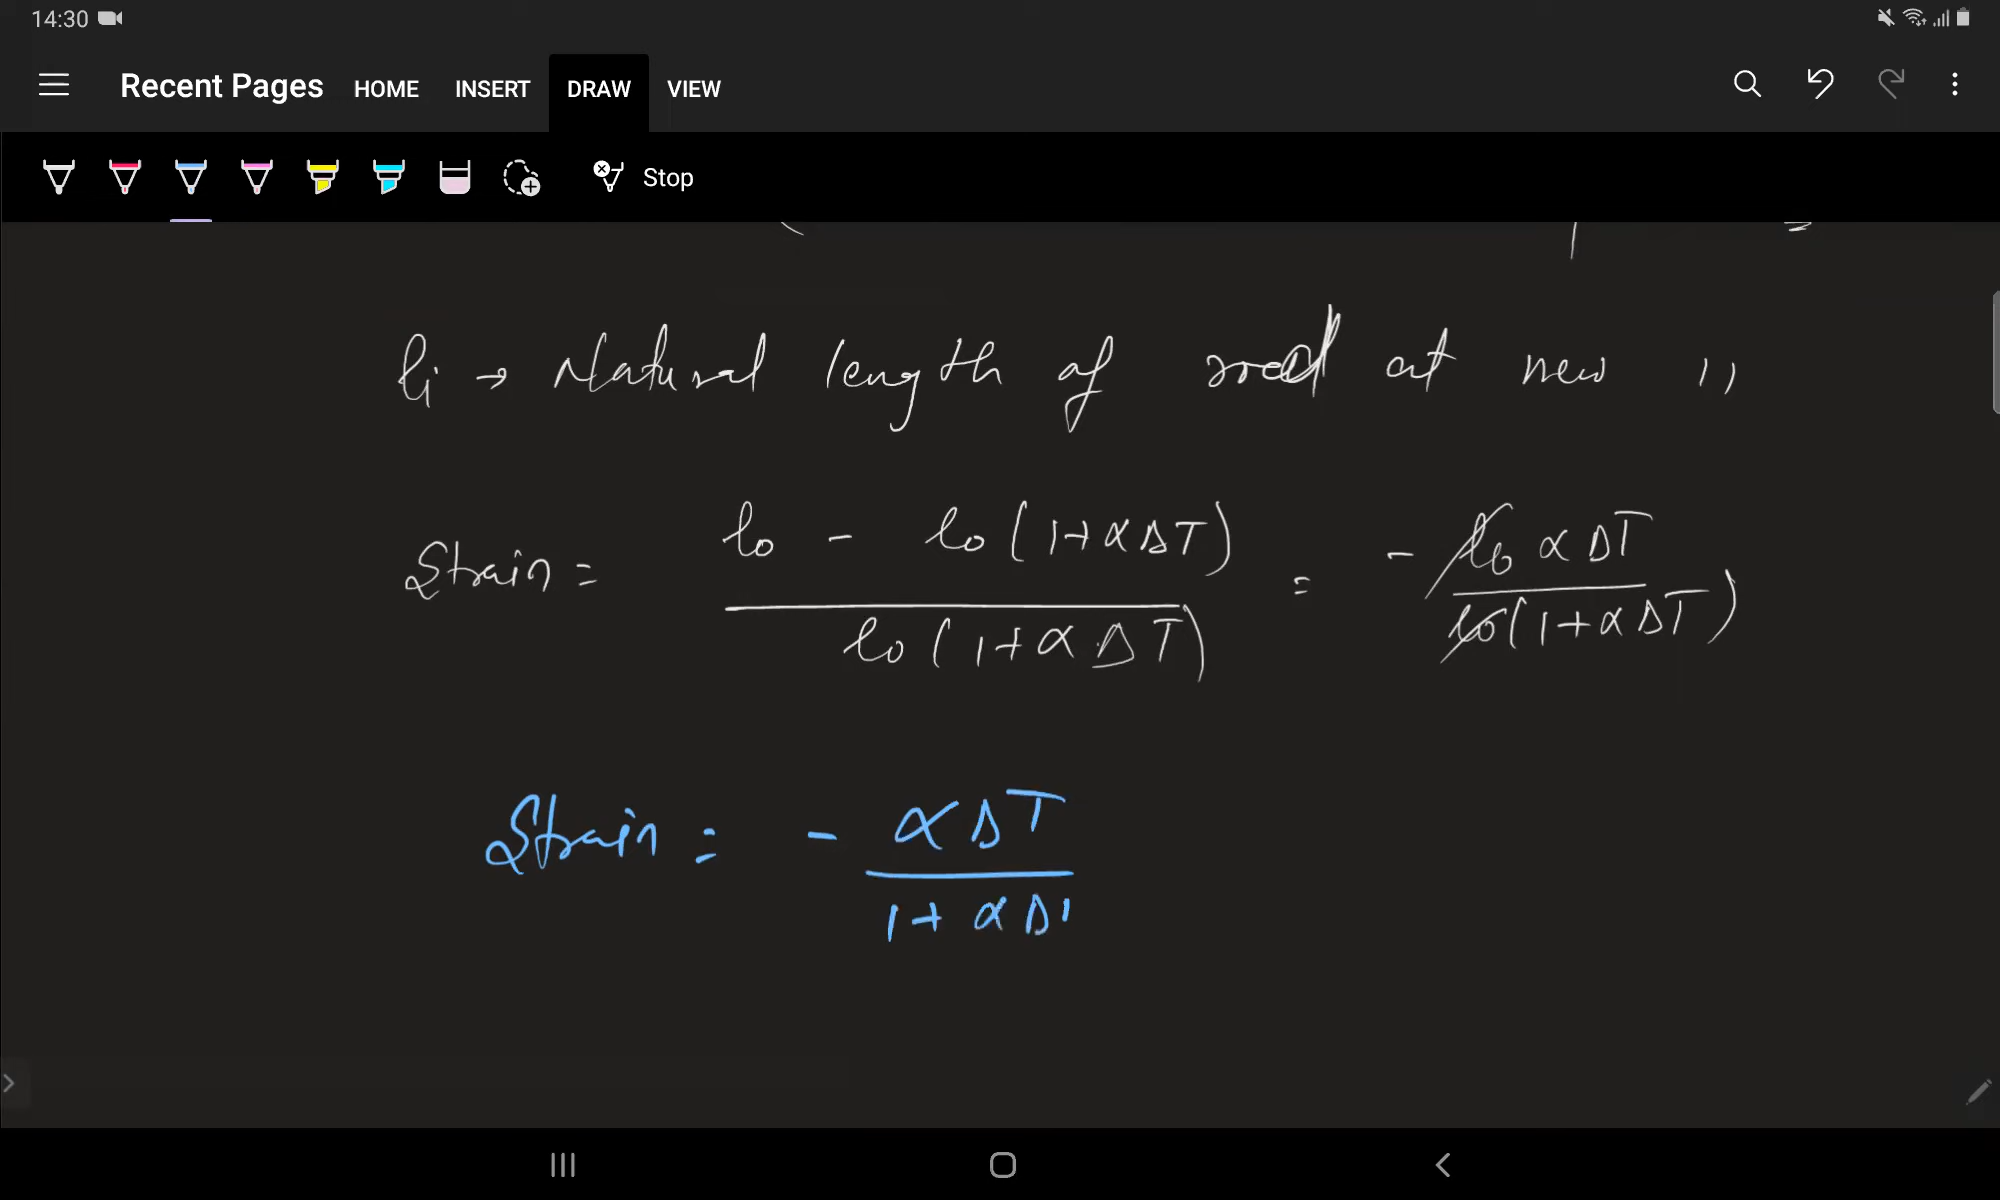 14:30
Recent Pages HOME INSERT DRAW VIEW
Stop
li → Natural length of rod at new ''
Strain = lo - lo(1+αΔT) / lo(1+αΔT) = - lo αΔT / lo(1+αΔT)
Strain = - αΔT / 1+αΔ